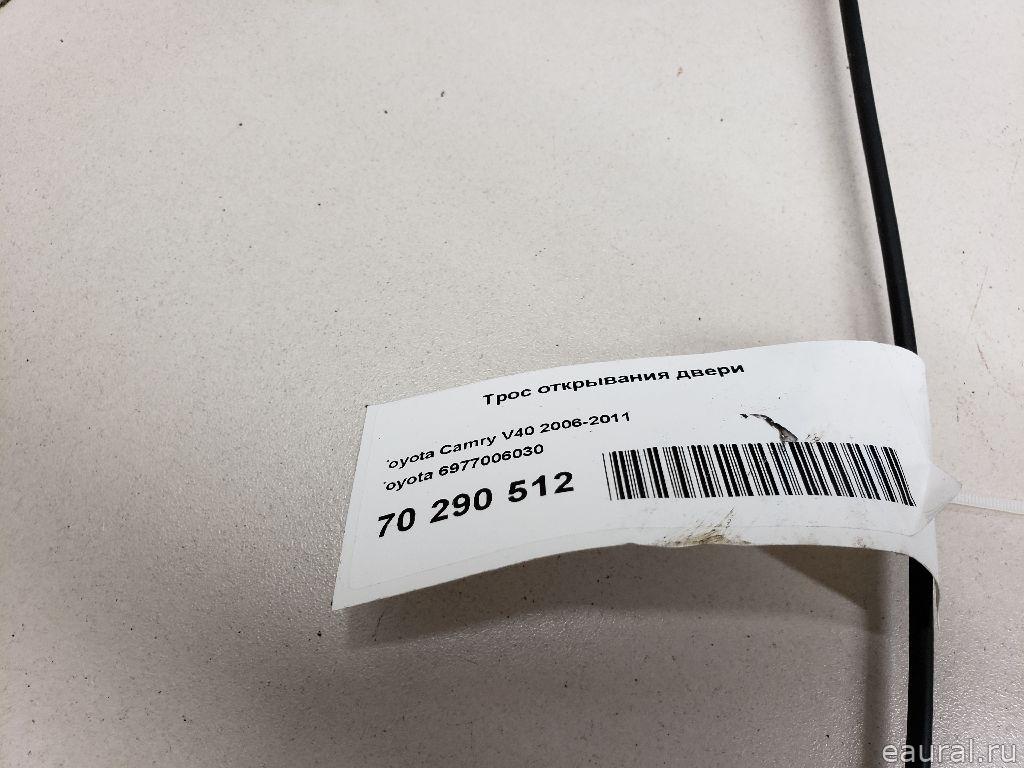 Трос открывания двери
oyota Camry V40 2006-2011
oyota 6977006030
70 290 512
eaural.ru